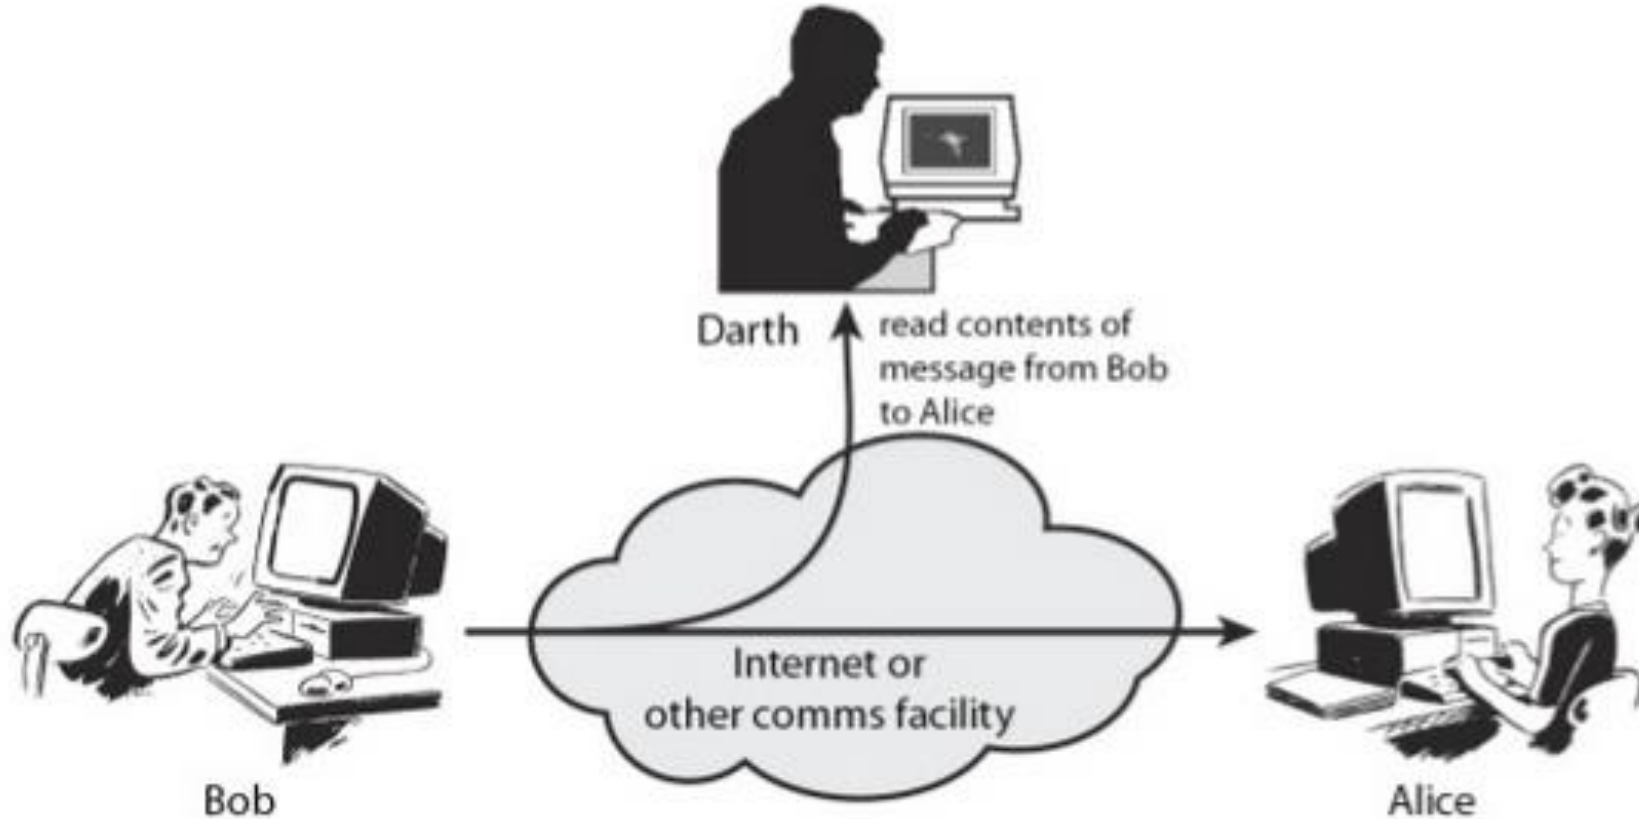 Darth
read contents of
message from Bob
to Alice
Internet or
other comms facility
Bob
Alice